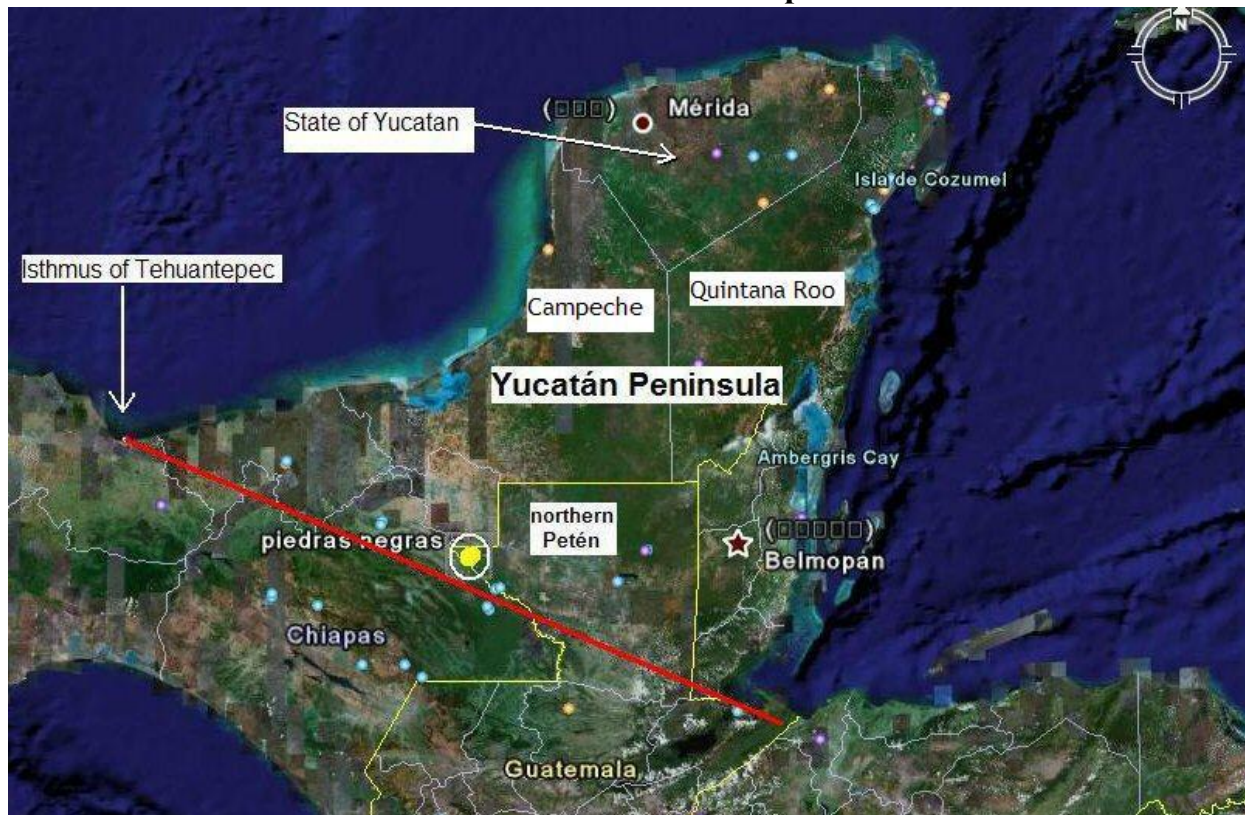 N
(▯▯▯) Mérida
State of Yucatan
Isla de Cozumel
Isthmus of Tehuantepec
Quintana Roo
Campeche
Yucatán Peninsula
Ambergris Cay
northern
Petén
(▯▯▯▯▯)
piedras negras
Belmopan
Chiapas
Guatemala